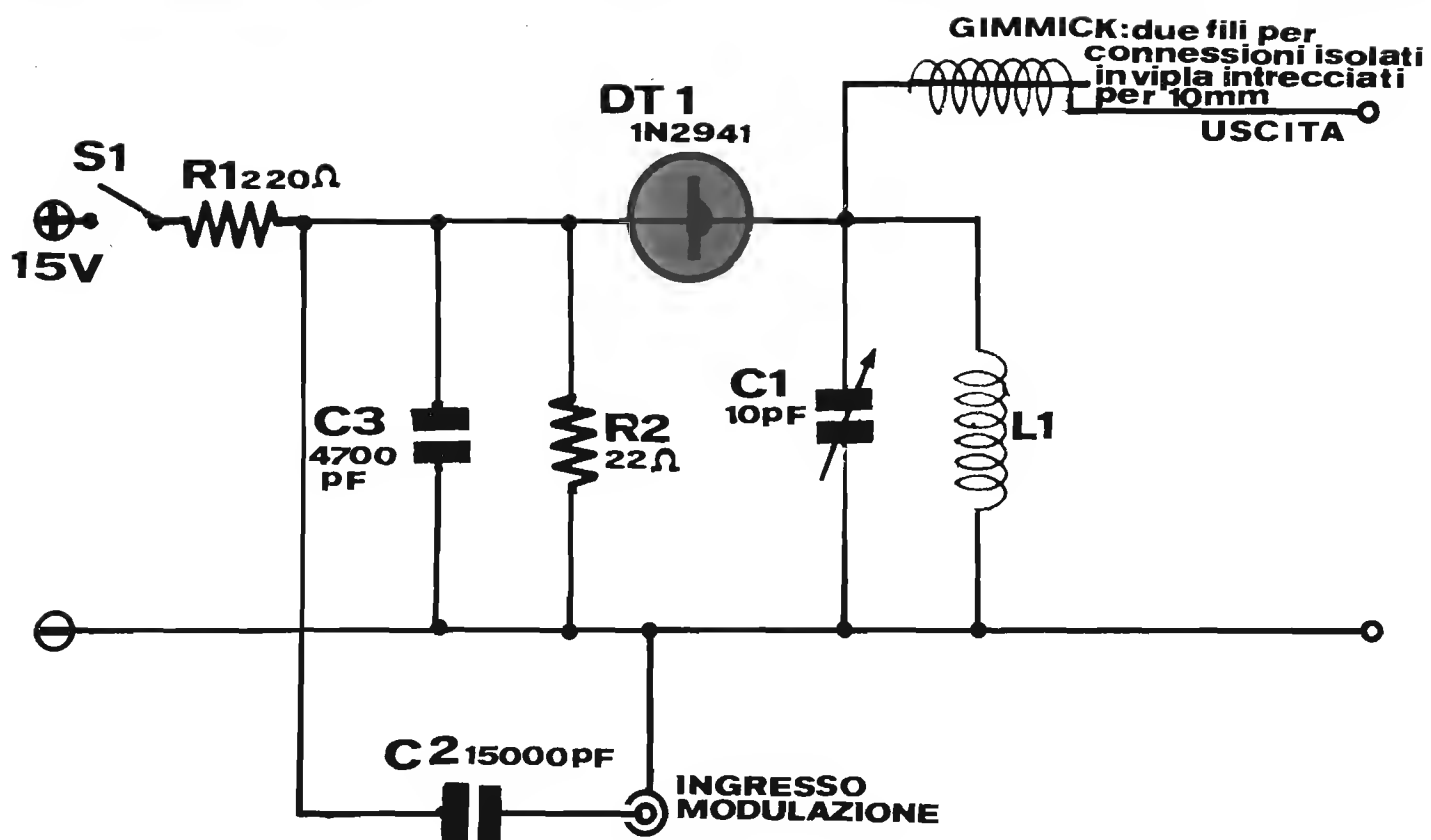 GIMMICK: due fili per
connessioni isolati
in vipla intrecciati
per 10mm
USCITA
DT 1
1N2941
S1
R1 220Ω
15V
C3
4700
PF
R2
22Ω
C1
10pF
L1
C2 15000PF
INGRESSO
MODULAZIONE